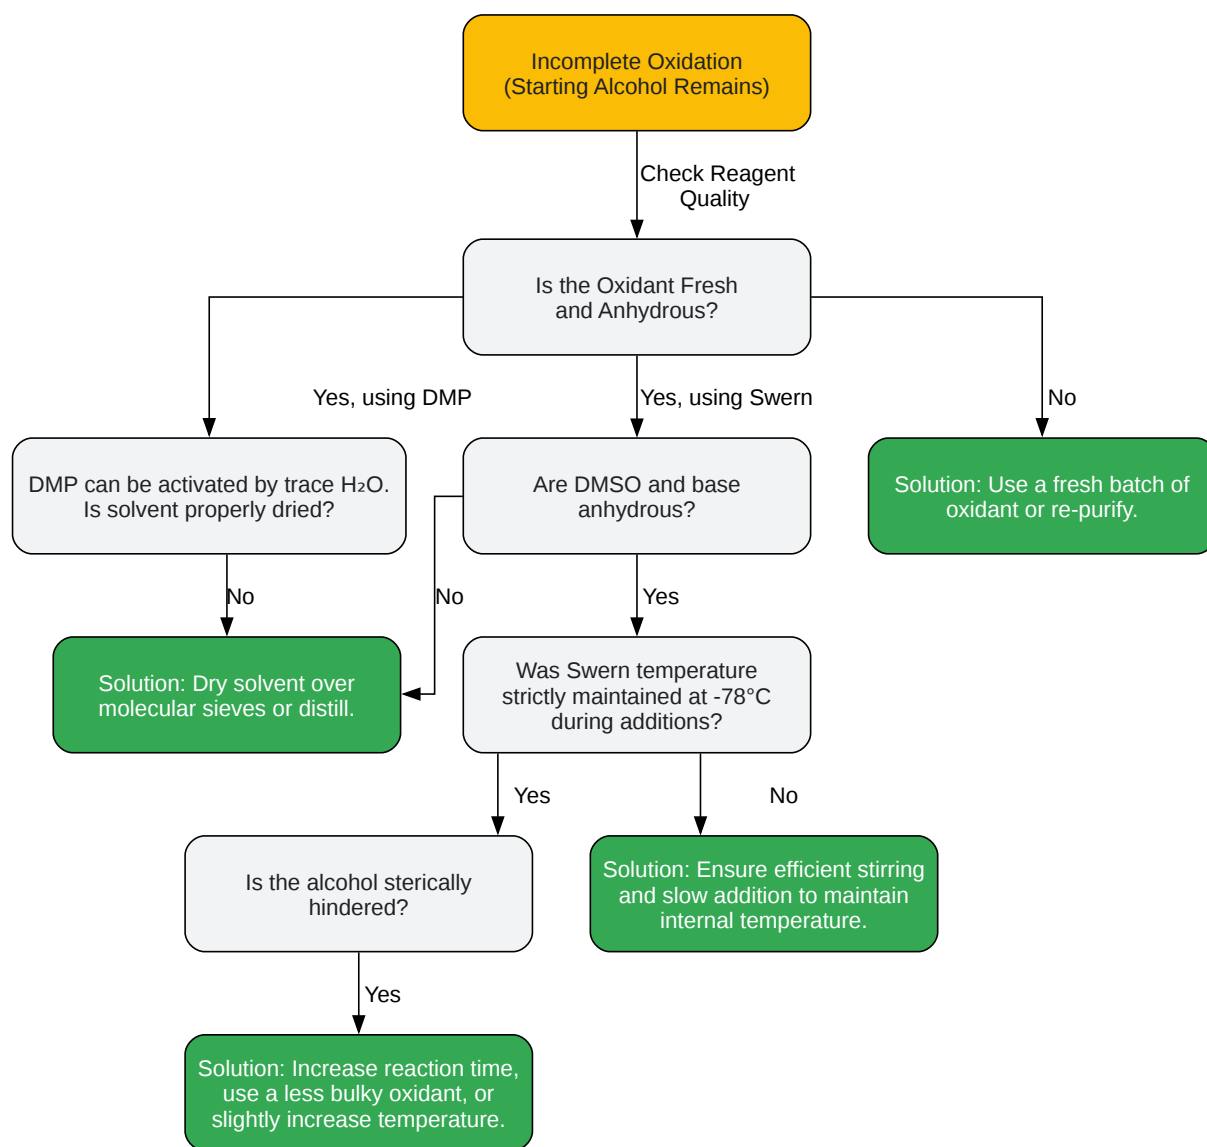 Incomplete Oxidation
(Starting Alcohol Remains)
Check Reagent
Quality
Is the Oxidant Fresh
and Anhydrous?
Yes, using DMP
Yes, using Swern
No
DMP can be activated by trace H₂O.
Is solvent properly dried?
Are DMSO and base
anhydrous?
Solution: Use a fresh batch of
oxidant or re-purify.
No
No
Yes
Solution: Dry solvent over
molecular sieves or distill.
Was Swern temperature
strictly maintained at -78°C
during additions?
Yes
No
Is the alcohol sterically
hindered?
Solution: Ensure efficient stirring
and slow addition to maintain
internal temperature.
Yes
Solution: Increase reaction time,
use a less bulky oxidant, or
slightly increase temperature.